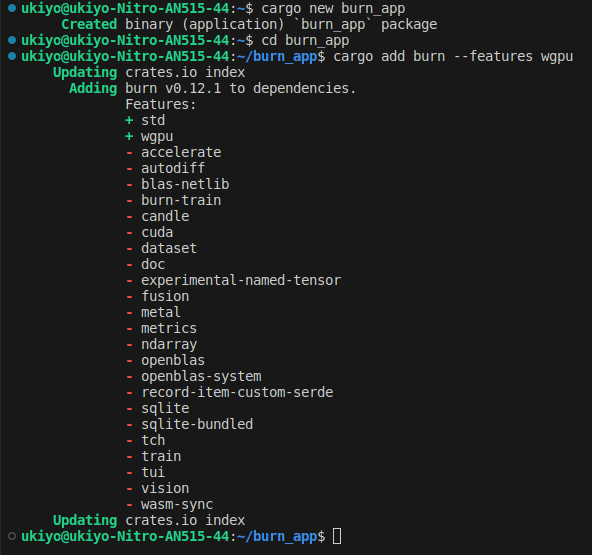 ukiyo@ukiyo-Nitro-AN515-44:~$ cargo new burn_app
Created binary (application) `burn_app` package
ukiyo@ukiyo-Nitro-AN515-44:~$ cd burn_app
ukiyo@ukiyo-Nitro-AN515-44:~/burn_app$ cargo add burn --features wgpu
Updating crates.io index
Adding burn v0.12.1 to dependencies.
Features:
+ std
+ wgpu
- accelerate
- autodiff
- blas-netlib
- burn-train
- candle
- cuda
- dataset
- doc
- experimental-named-tensor
- fusion
- metal
- metrics
- ndarray
- openblas
- openblas-system
- record-item-custom-serde
- sqlite
- sqlite-bundled
- tch
- train
- tui
- vision
- wasm-sync
Updating crates.io index
ukiyo@ukiyo-Nitro-AN515-44:~/burn_app$